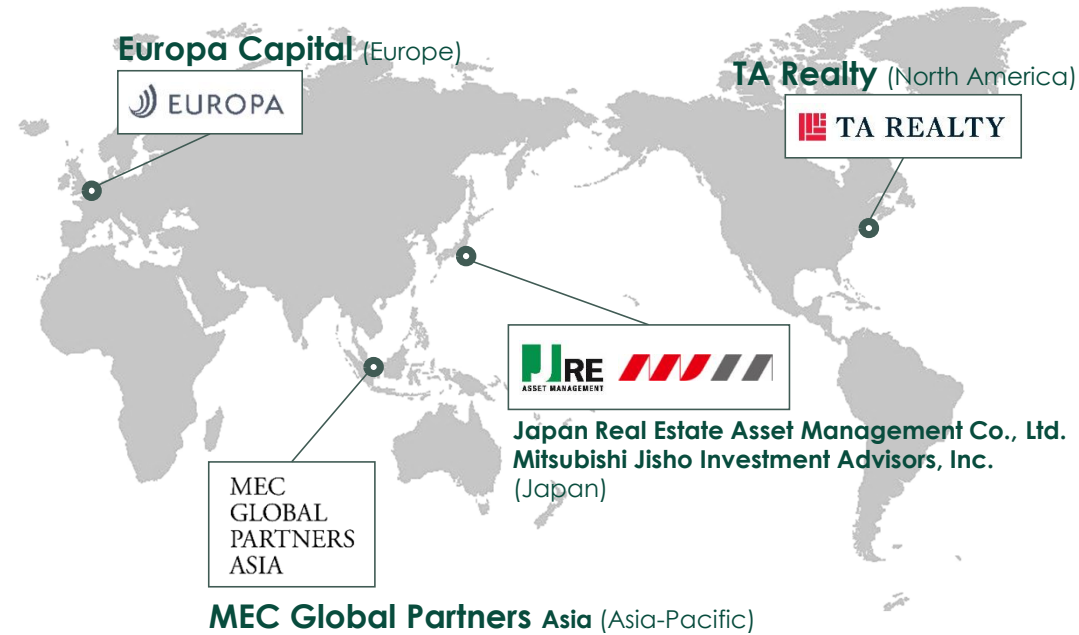 Europa Capital (Europe)
EUROPA
TA Realty (North America)
TA REALTY
JRE
ASSET MANAGEMENT
Japan Real Estate Asset Management Co., Ltd.
Mitsubishi Jisho Investment Advisors, Inc.
(Japan)
MEC
GLOBAL
PARTNERS
ASIA
MEC Global Partners Asia (Asia-Pacific)